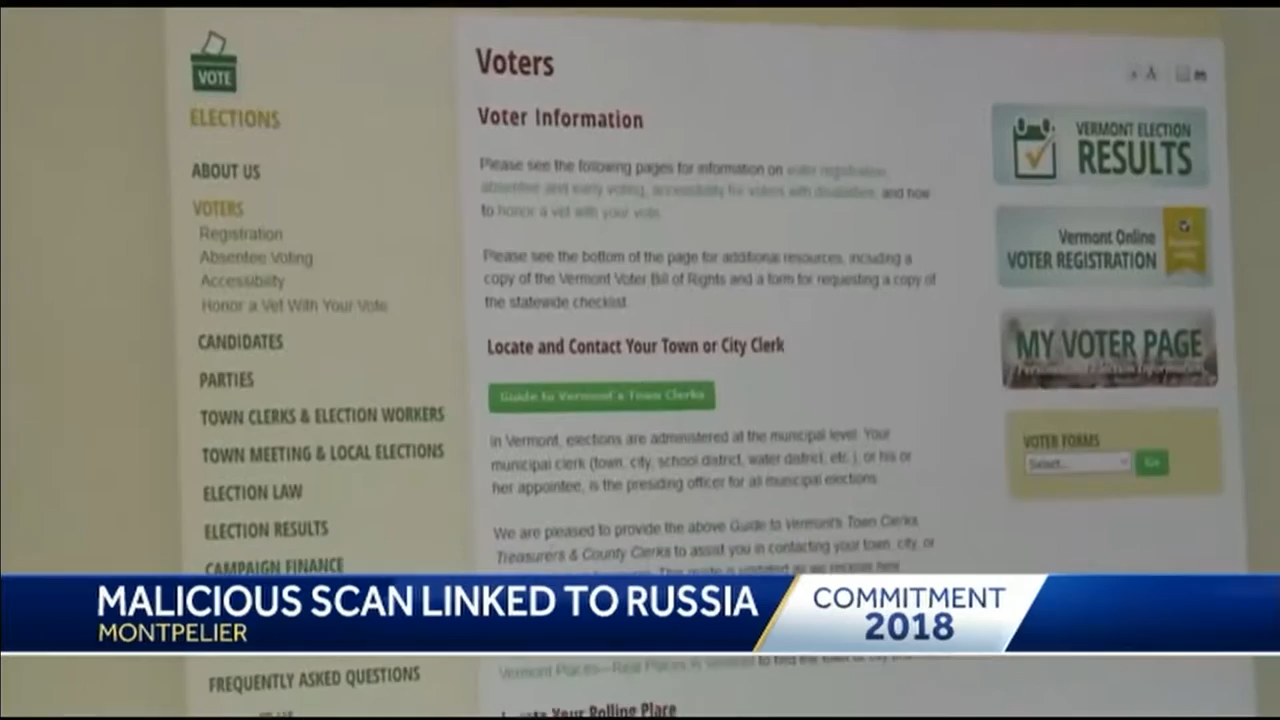 VOTE
ELECTIONS
ABOUT US
VOTERS
Registration
Absentee Voting
Accessibility
Honor a Vet With Your Vote
CANDIDATES
PARTIES
TOWN CLERKS & ELECTION WORKERS
TOWN MEETING & LOCAL ELECTIONS
ELECTION LAW
ELECTION RESULTS
CAMPAIGN FINANCE
FREQUENTLY ASKED QUESTIONS
Voters
Voter Information
Please see the following pages for information on voter registration,
absentee and early voting, accessibility for voters with disabilities, and how
to honor a vet with your vote.
Please see the bottom of the page for additional resources, including a
copy of the Vermont Voter Bill of Rights and a form for requesting a copy of
the statewide checklist.
Locate and Contact Your Town or City Clerk
Guide to Vermont's Town Clerks
In Vermont, elections are administered at the municipal level. Your
municipal clerk (town, city, school district, water district, etc.), or his or
her appointee, is the presiding officer for all municipal elections.
We are pleased to provide the above Guide to Vermont's Town Clerks,
Treasurers & County Clerks to assist you in contacting your town, city, or
Locate Your Polling Place
VERMONT ELECTION
RESULTS
Vermont Online
VOTER REGISTRATION
MY VOTER PAGE
VOTER FORMS
Select...
Go
MALICIOUS SCAN LINKED TO RUSSIA
MONTPELIER
COMMITMENT
2018